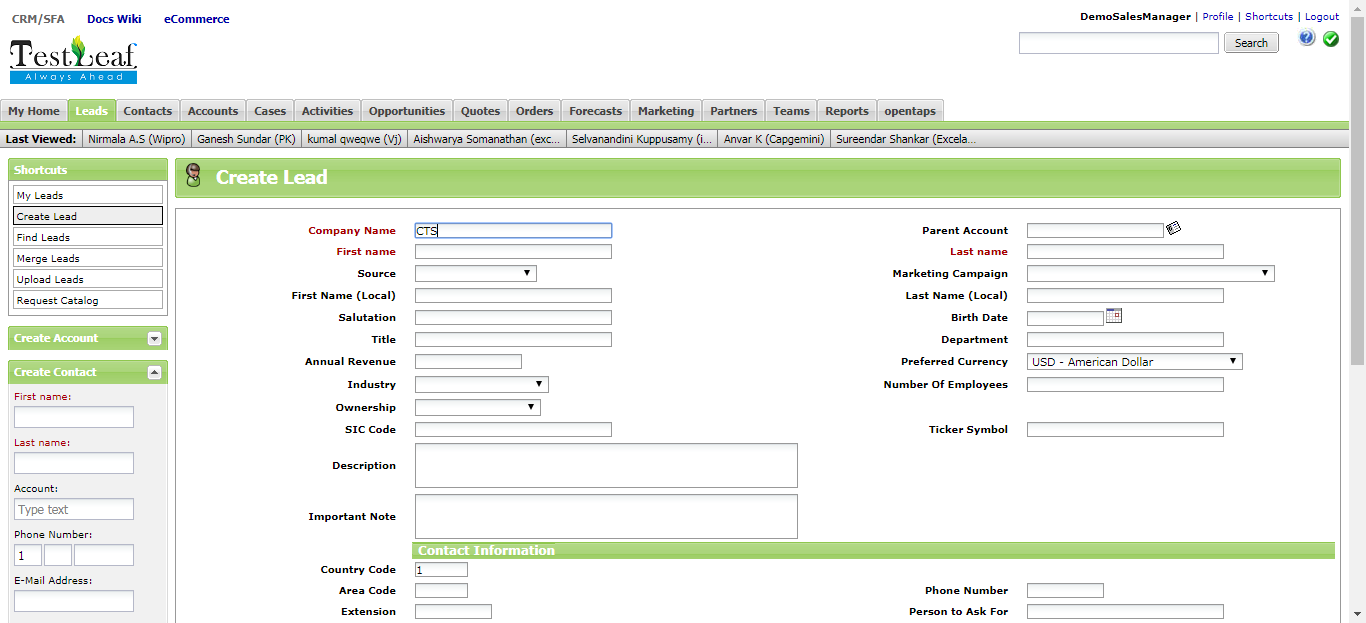 CRM/SFA Docs Wiki eCommerce
DemoSalesManager | Profile | Shortcuts | Logout
TestLeaf
Always Ahead
Search
My Home Leads Contacts Accounts Cases Activities Opportunities Quotes Orders Forecasts Marketing Partners Teams Reports opentaps
Last Viewed: Nirmala A.S (Wipro) Ganesh Sundar (PK) kumal qweqwe (Vj) Aishwarya Somanathan (exc... Selvanandini Kuppusamy (i... Anvar K (Capgemini) Sureendar Shankar (Excela...
Shortcuts
My Leads
Create Lead
Find Leads
Merge Leads
Upload Leads
Request Catalog
Create Account
Create Contact
First name:
Last name:
Account:
Type text
Phone Number:
1
E-Mail Address:
Create Lead
Company Name CTS Parent Account
First name Last name
Source Marketing Campaign
First Name (Local) Last Name (Local)
Salutation Birth Date
Title Department
Annual Revenue Preferred Currency USD - American Dollar
Industry Number Of Employees
Ownership
SIC Code Ticker Symbol
Description
Important Note
Contact Information
Country Code 1
Area Code Phone Number
Extension Person to Ask For